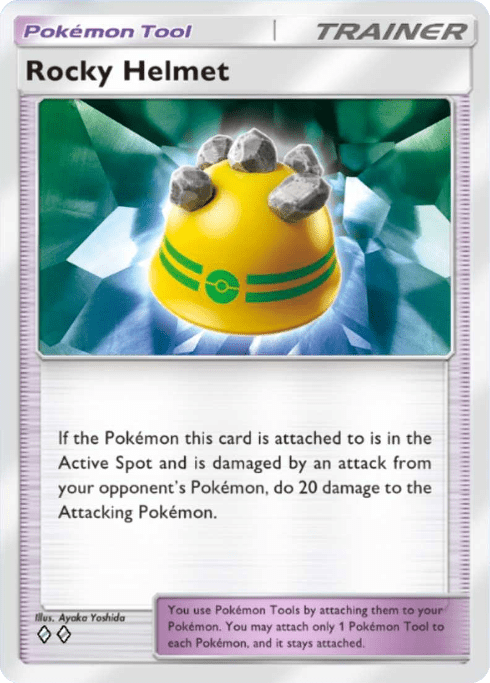 Pokémon Tool
TRAINER
Rocky Helmet
If the Pokémon this card is attached to is in the
Active Spot and is damaged by an attack from
your opponent's Pokémon, do 20 damage to the
Attacking Pokémon.
Illus. Ayaka Yoshida
You use Pokémon Tools by attaching them to your
Pokémon. You may attach only 1 Pokémon Tool to
each Pokémon, and it stays attached.